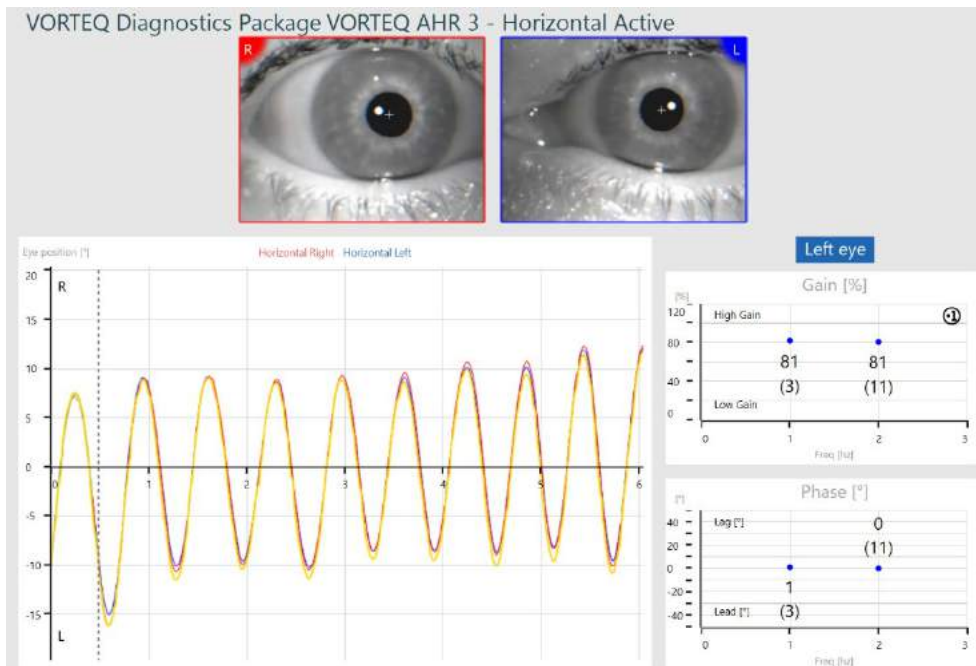 VORTEQ Diagnostics Package VORTEQ AHR 3 - Horizontal Active
R
L
Eye position [°]
Horizontal Right Horizontal Left
20
15
10
5
0
-5
-10
-15
R
L
0 1 2 3 4 5 6
Left eye
Gain [%]
[%]
120
80
40
0
High Gain
81 81
(3) (11)
Low Gain
0 1 2 3
Freq [hz]
Phase [°]
[°]
40
20
0
-20
-40
Lag [°]
0
(11)
1
(3)
Lead [°]
0 1 2 3
Freq [hz]